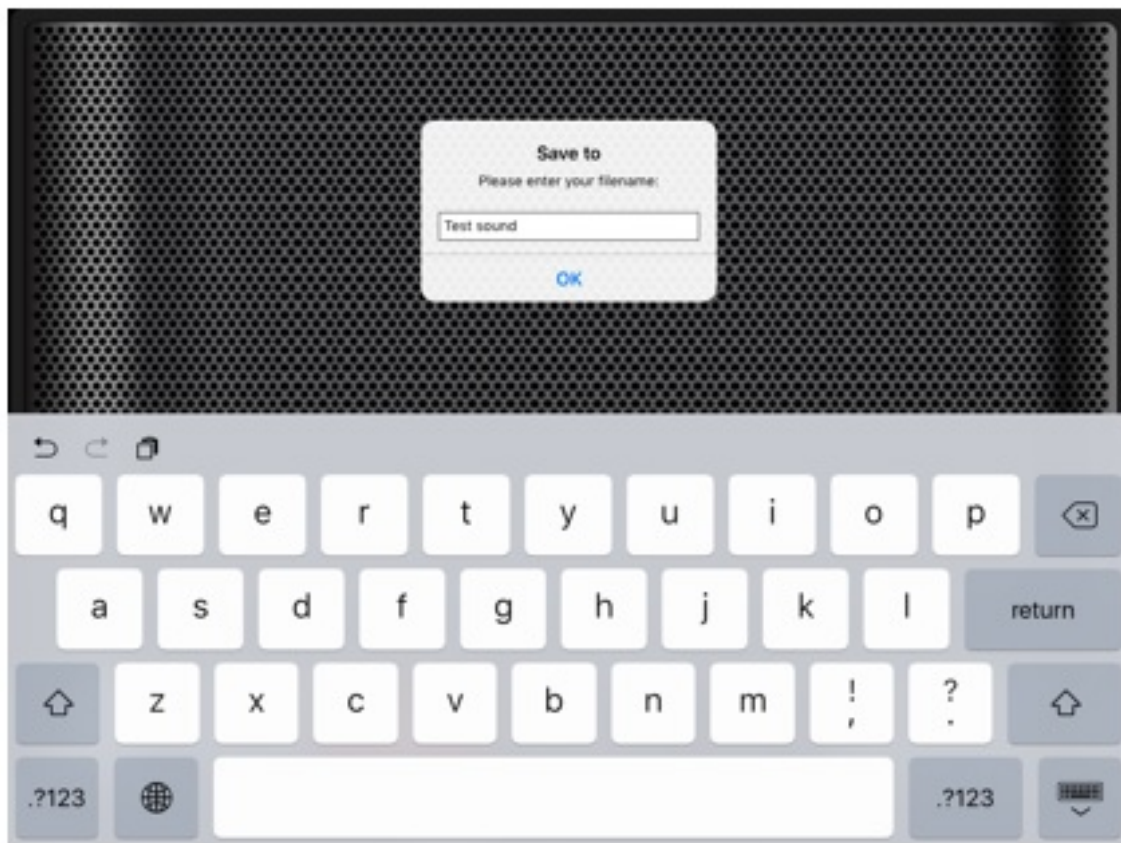 Save to
Please enter your filename:
Test sound
OK
q w e r t y u i o p
a s d f g h j k l return
z x c v b n m ! , ? .
.?123 .?123